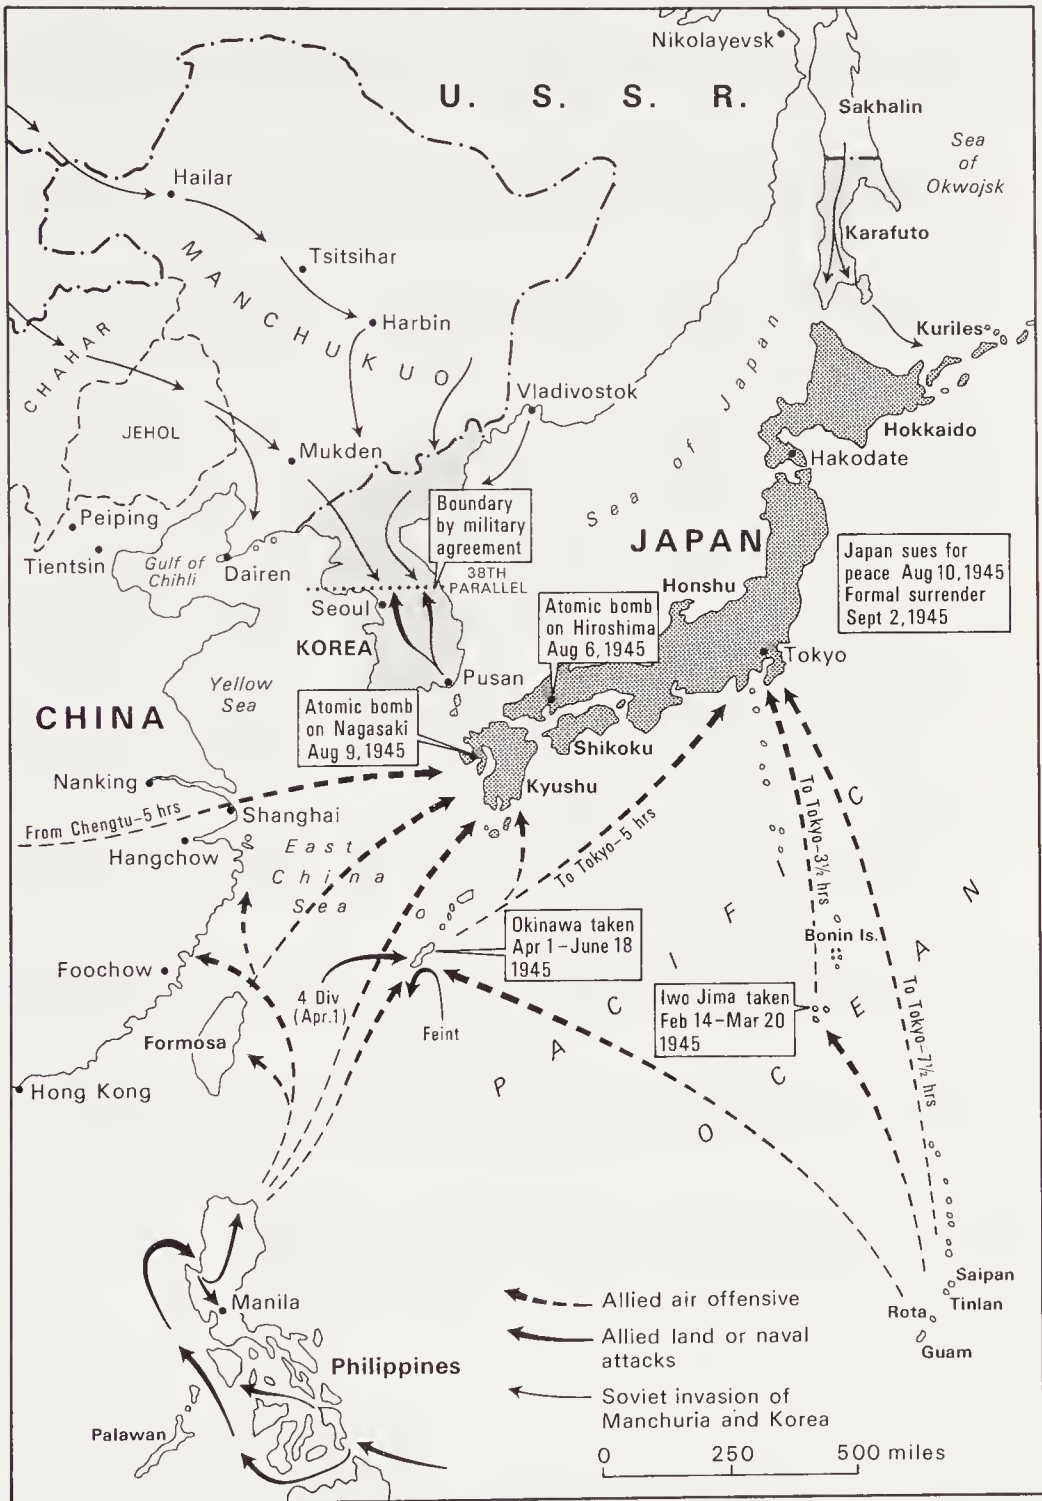 Nikolayevsk
U. S. S. R.
Sakhalin
Sea
of
Okwojsk
Hailar
Karafuto
Tsitsihar
MANCHUKUO
Harbin
Kuriles
CHAHAR
Sea of Japan
Vladivostok
JEHOL
Hokkaido
Mukden
Hakodate
Peiping
Boundary
by military
agreement
Tientsin
Gulf of
Chihli
Dairen
JAPAN
38TH
PARALLEL
Japan sues for
peace Aug 10,1945
Formal surrender
Sept 2,1945
Honshu
Seoul
Atomic bomb
on Hiroshima
Aug 6,1945
KOREA
Tokyo
Pusan
Yellow
Sea
CHINA
Atomic bomb
on Nagasaki
Aug 9,1945
Shikoku
Nanking
Kyushu
From Chengtu–5 hrs
Shanghai
To Tokyo–5 hrs
To Tokyo–3½ hrs
Hangchow
East
China
Sea
PACIFIC
OCEAN
Okinawa taken
Apr 1–June 18
1945
Bonin Is.
Foochow
4 Div
(Apr.1)
Feint
Iwo Jima taken
Feb 14–Mar 20
1945
To Tokyo–7½ hrs
Formosa
Hong Kong
Saipan
Tinlan
Rota
Guam
Manila
Philippines
Palawan
Allied air offensive
Allied land or naval
attacks
Soviet invasion of
Manchuria and Korea
0 250 500 miles